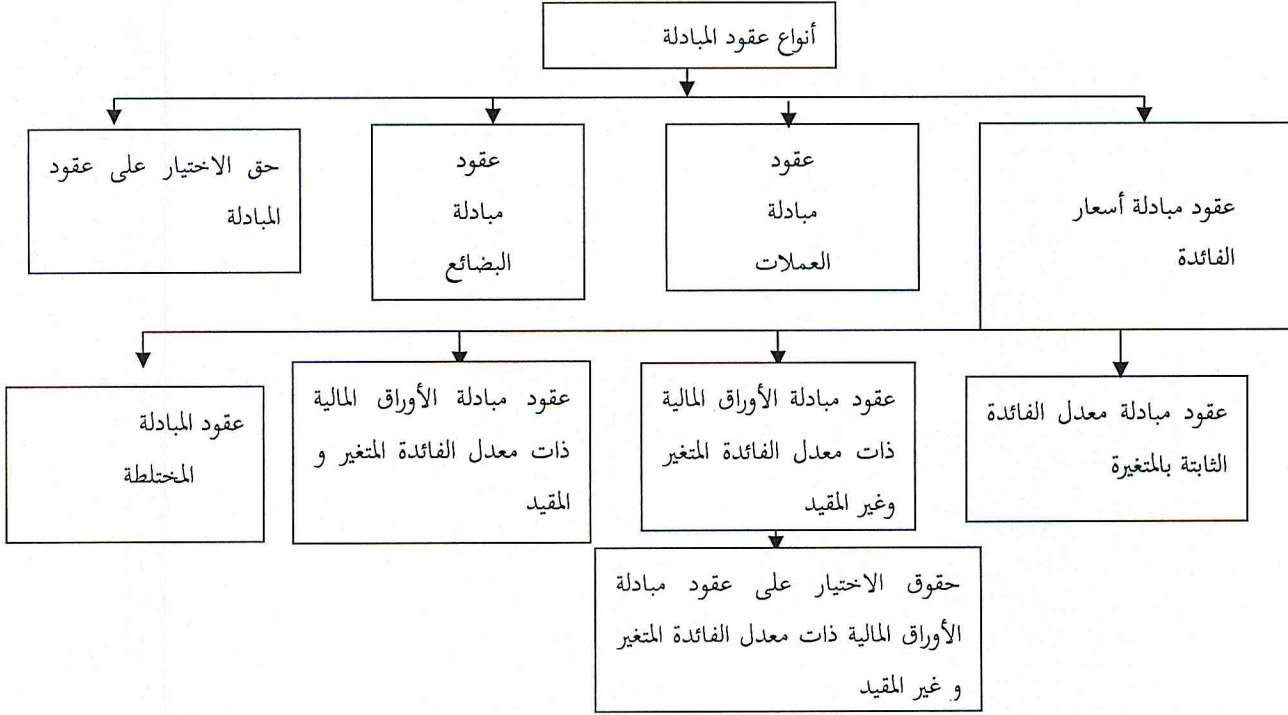 أنواع عقود المبادلة
عقود مبادلة أسعار
الفائدة
عقود
مبادلة
العملات
عقود
مبادلة
البضائع
حق الاختيار على عقود
المبادلة
عقود مبادلة معدل الفائدة
الثابتة بالمتغيرة
عقود مبادلة الأوراق المالية
ذات معدل الفائدة المتغير
وغير المقيد
عقود مبادلة الأوراق المالية
ذات معدل الفائدة المتغير و
المقيد
عقود المبادلة
المختلطة
حقوق الاختيار على عقود مبادلة
الأوراق المالية ذات معدل الفائدة المتغير
و غير المقيد